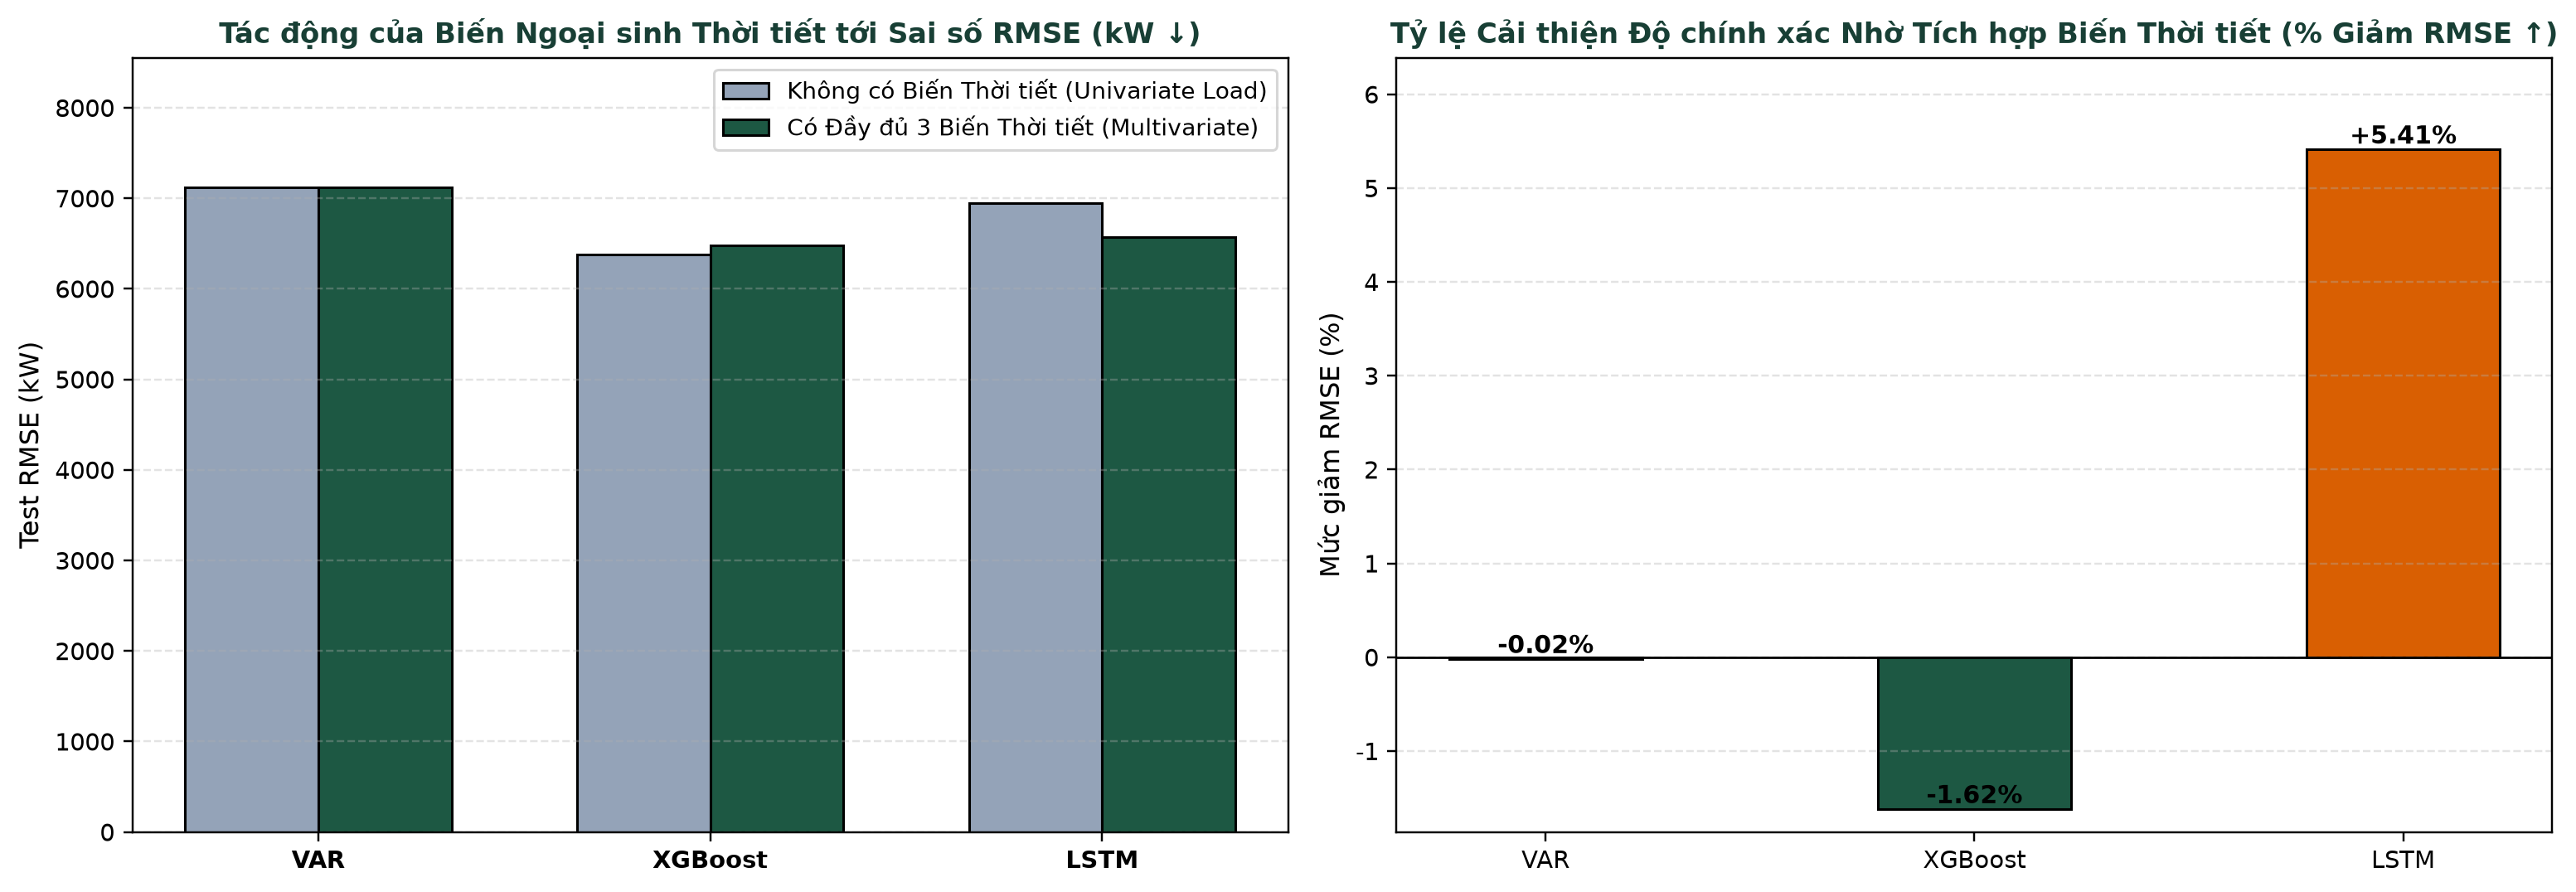 Tác động của Biến Ngoại sinh Thời tiết tới Sai số RMSE (kW ↓)
Không có Biến Thời tiết (Univariate Load)
Có Đầy đủ 3 Biến Thời tiết (Multivariate)
Test RMSE (kW)
8000
7000
6000
5000
4000
3000
2000
1000
0
VAR
XGBoost
LSTM
Tỷ lệ Cải thiện Độ chính xác Nhờ Tích hợp Biến Thời tiết (% Giảm RMSE ↑)
Mức giảm RMSE (%)
6
5
4
3
2
1
0
-1
-0.02%
-1.62%
+5.41%
VAR
XGBoost
LSTM